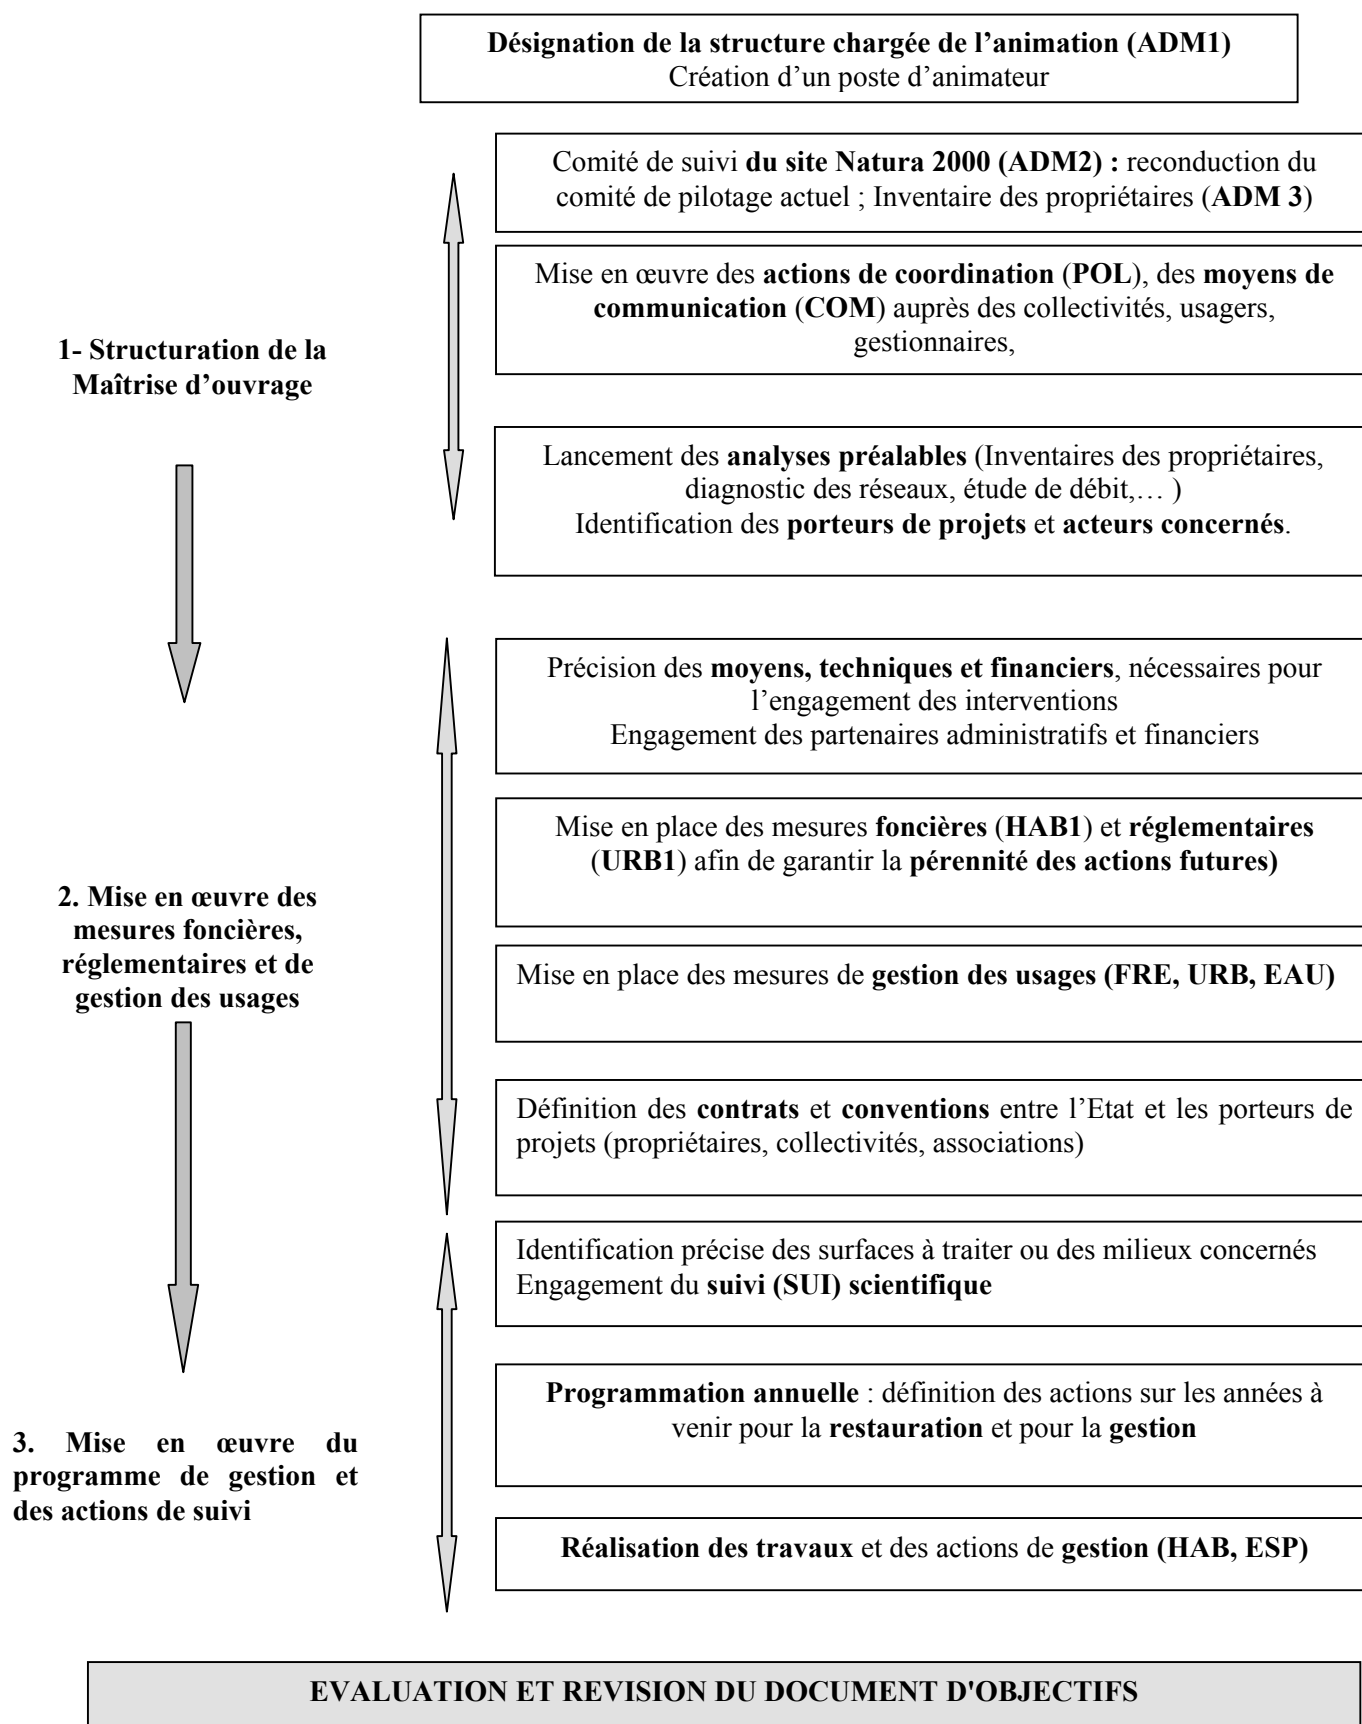 Désignation de la structure chargée de l’animation (ADM1)
Création d’un poste d’animateur
Comité de suivi du site Natura 2000 (ADM2) : reconduction du
comité de pilotage actuel ; Inventaire des propriétaires (ADM 3)
Mise en œuvre des actions de coordination (POL), des moyens de
communication (COM) auprès des collectivités, usagers,
gestionnaires,
1- Structuration de la
Maîtrise d’ouvrage
Lancement des analyses préalables (Inventaires des propriétaires,
diagnostic des réseaux, étude de débit,… )
Identification des porteurs de projets et acteurs concernés.
Précision des moyens, techniques et financiers, nécessaires pour
l’engagement des interventions
Engagement des partenaires administratifs et financiers
Mise en place des mesures foncières (HAB1) et réglementaires
(URB1) afin de garantir la pérennité des actions futures)
2. Mise en œuvre des
mesures foncières,
réglementaires et de
gestion des usages
Mise en place des mesures de gestion des usages (FRE, URB, EAU)
Définition des contrats et conventions entre l’Etat et les porteurs de
projets (propriétaires, collectivités, associations)
Identification précise des surfaces à traiter ou des milieux concernés
Engagement du suivi (SUI) scientifique
Programmation annuelle : définition des actions sur les années à
venir pour la restauration et pour la gestion
3. Mise en œuvre du
programme de gestion et
des actions de suivi
Réalisation des travaux et des actions de gestion (HAB, ESP)
EVALUATION ET REVISION DU DOCUMENT D'OBJECTIFS